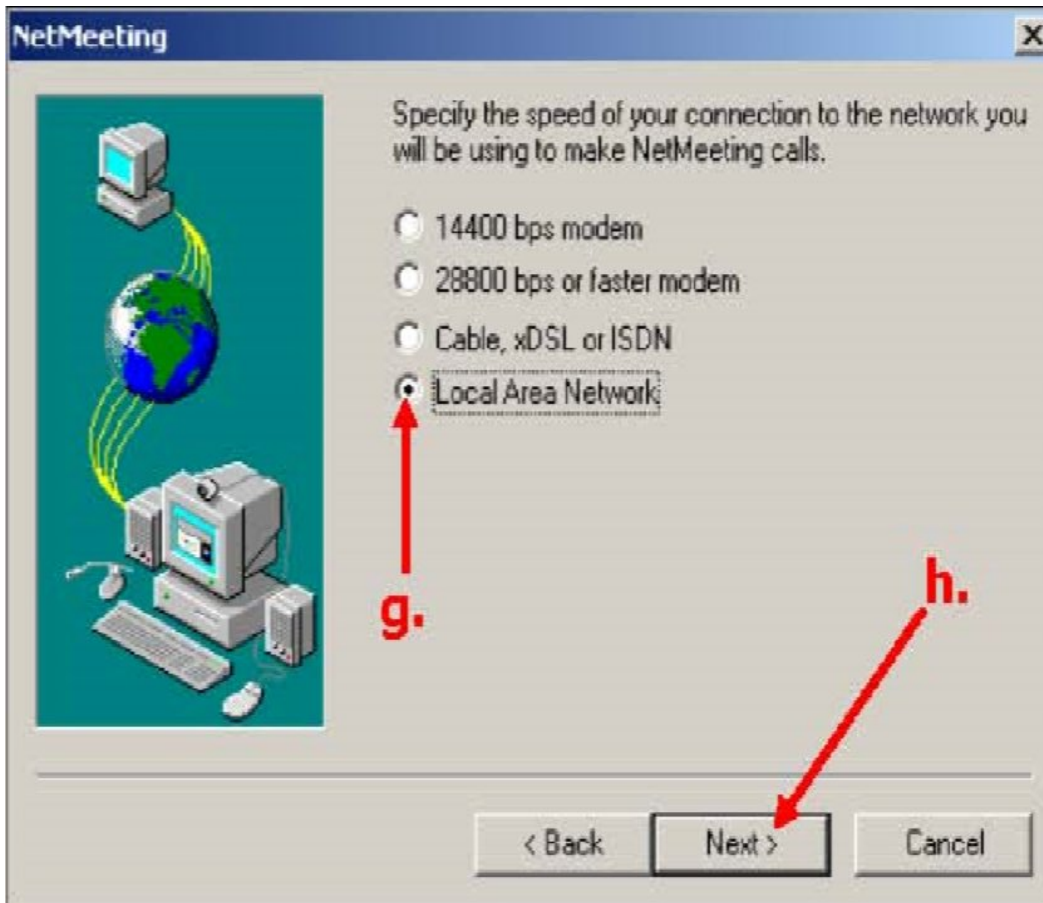 NetMeeting
Specify the speed of your connection to the network you
will be using to make NetMeeting calls.
14400 bps modem
28800 bps or faster modem
Cable, xDSL or ISDN
Local Area Network
g.
h.
< Back
Next >
Cancel